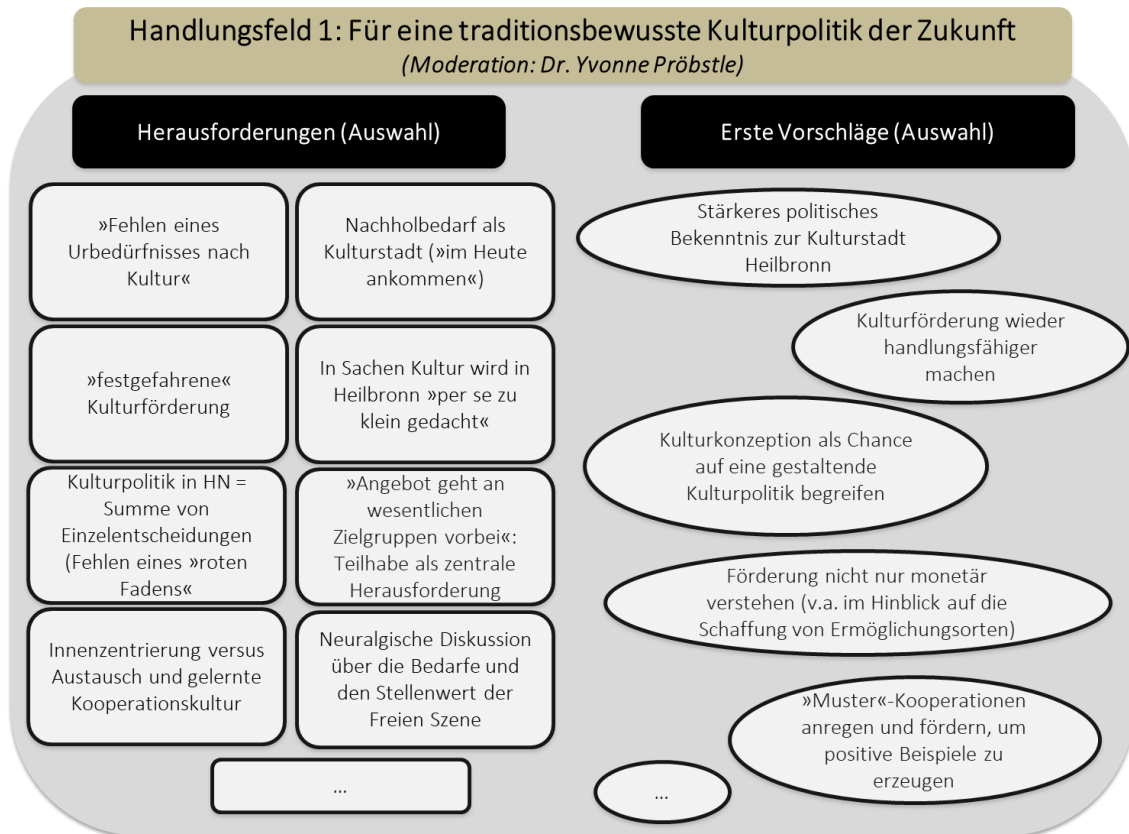 Handlungsfeld 1: Für eine traditionsbewusste Kulturpolitik der Zukunft
(Moderation: Dr. Yvonne Pröbstle)
Herausforderungen (Auswahl)
»Fehlen eines
Urbedürfnisses nach
Kultur«
Nachholbedarf als
Kulturstadt (»im Heute
ankommen«)
»festgefahrene«
Kulturförderung
In Sachen Kultur wird in
Heilbronn »per se zu
klein gedacht«
Kulturpolitik in HN =
Summe von
Einzelentscheidungen
(Fehlen eines »roten
Fadens«
»Angebot geht an
wesentlichen
Zielgruppen vorbei«:
Teilhabe als zentrale
Herausforderung
Innenzentrierung versus
Austausch und gelernte
Kooperationskultur
Neuralgische Diskussion
über die Bedarfe und
den Stellenwert der
Freien Szene
...
Erste Vorschläge (Auswahl)
Stärkeres politisches
Bekenntnis zur Kulturstadt
Heilbronn
Kulturförderung wieder
handlungsfähiger
machen
Kulturkonzeption als Chance
auf eine gestaltende
Kulturpolitik begreifen
Förderung nicht nur monetär
verstehen (v.a. im Hinblick auf die
Schaffung von Ermöglichungsorten)
»Muster«-Kooperationen
anregen und fördern, um
positive Beispiele zu
erzeugen
...